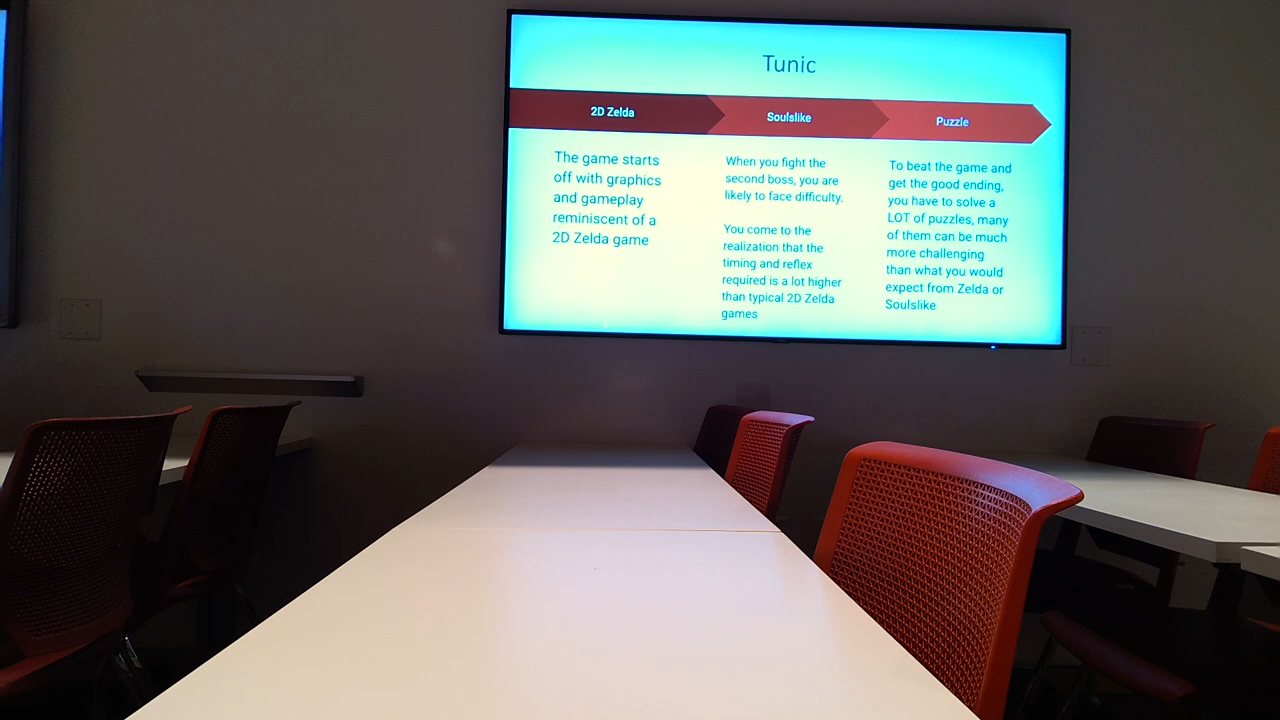 Tunic
2D Zelda
Soulslike
Puzzle
The game starts
off with graphics
and gameplay
reminiscent of a
2D Zelda game
When you fight the
second boss, you are
likely to face difficulty.
You come to the
realization that the
timing and reflex
required is a lot higher
than typical 2D Zelda
games
To beat the game and
get the good ending,
you have to solve a
LOT of puzzles, many
of them can be much
more challenging
than what you would
expect from Zelda or
Soulslike